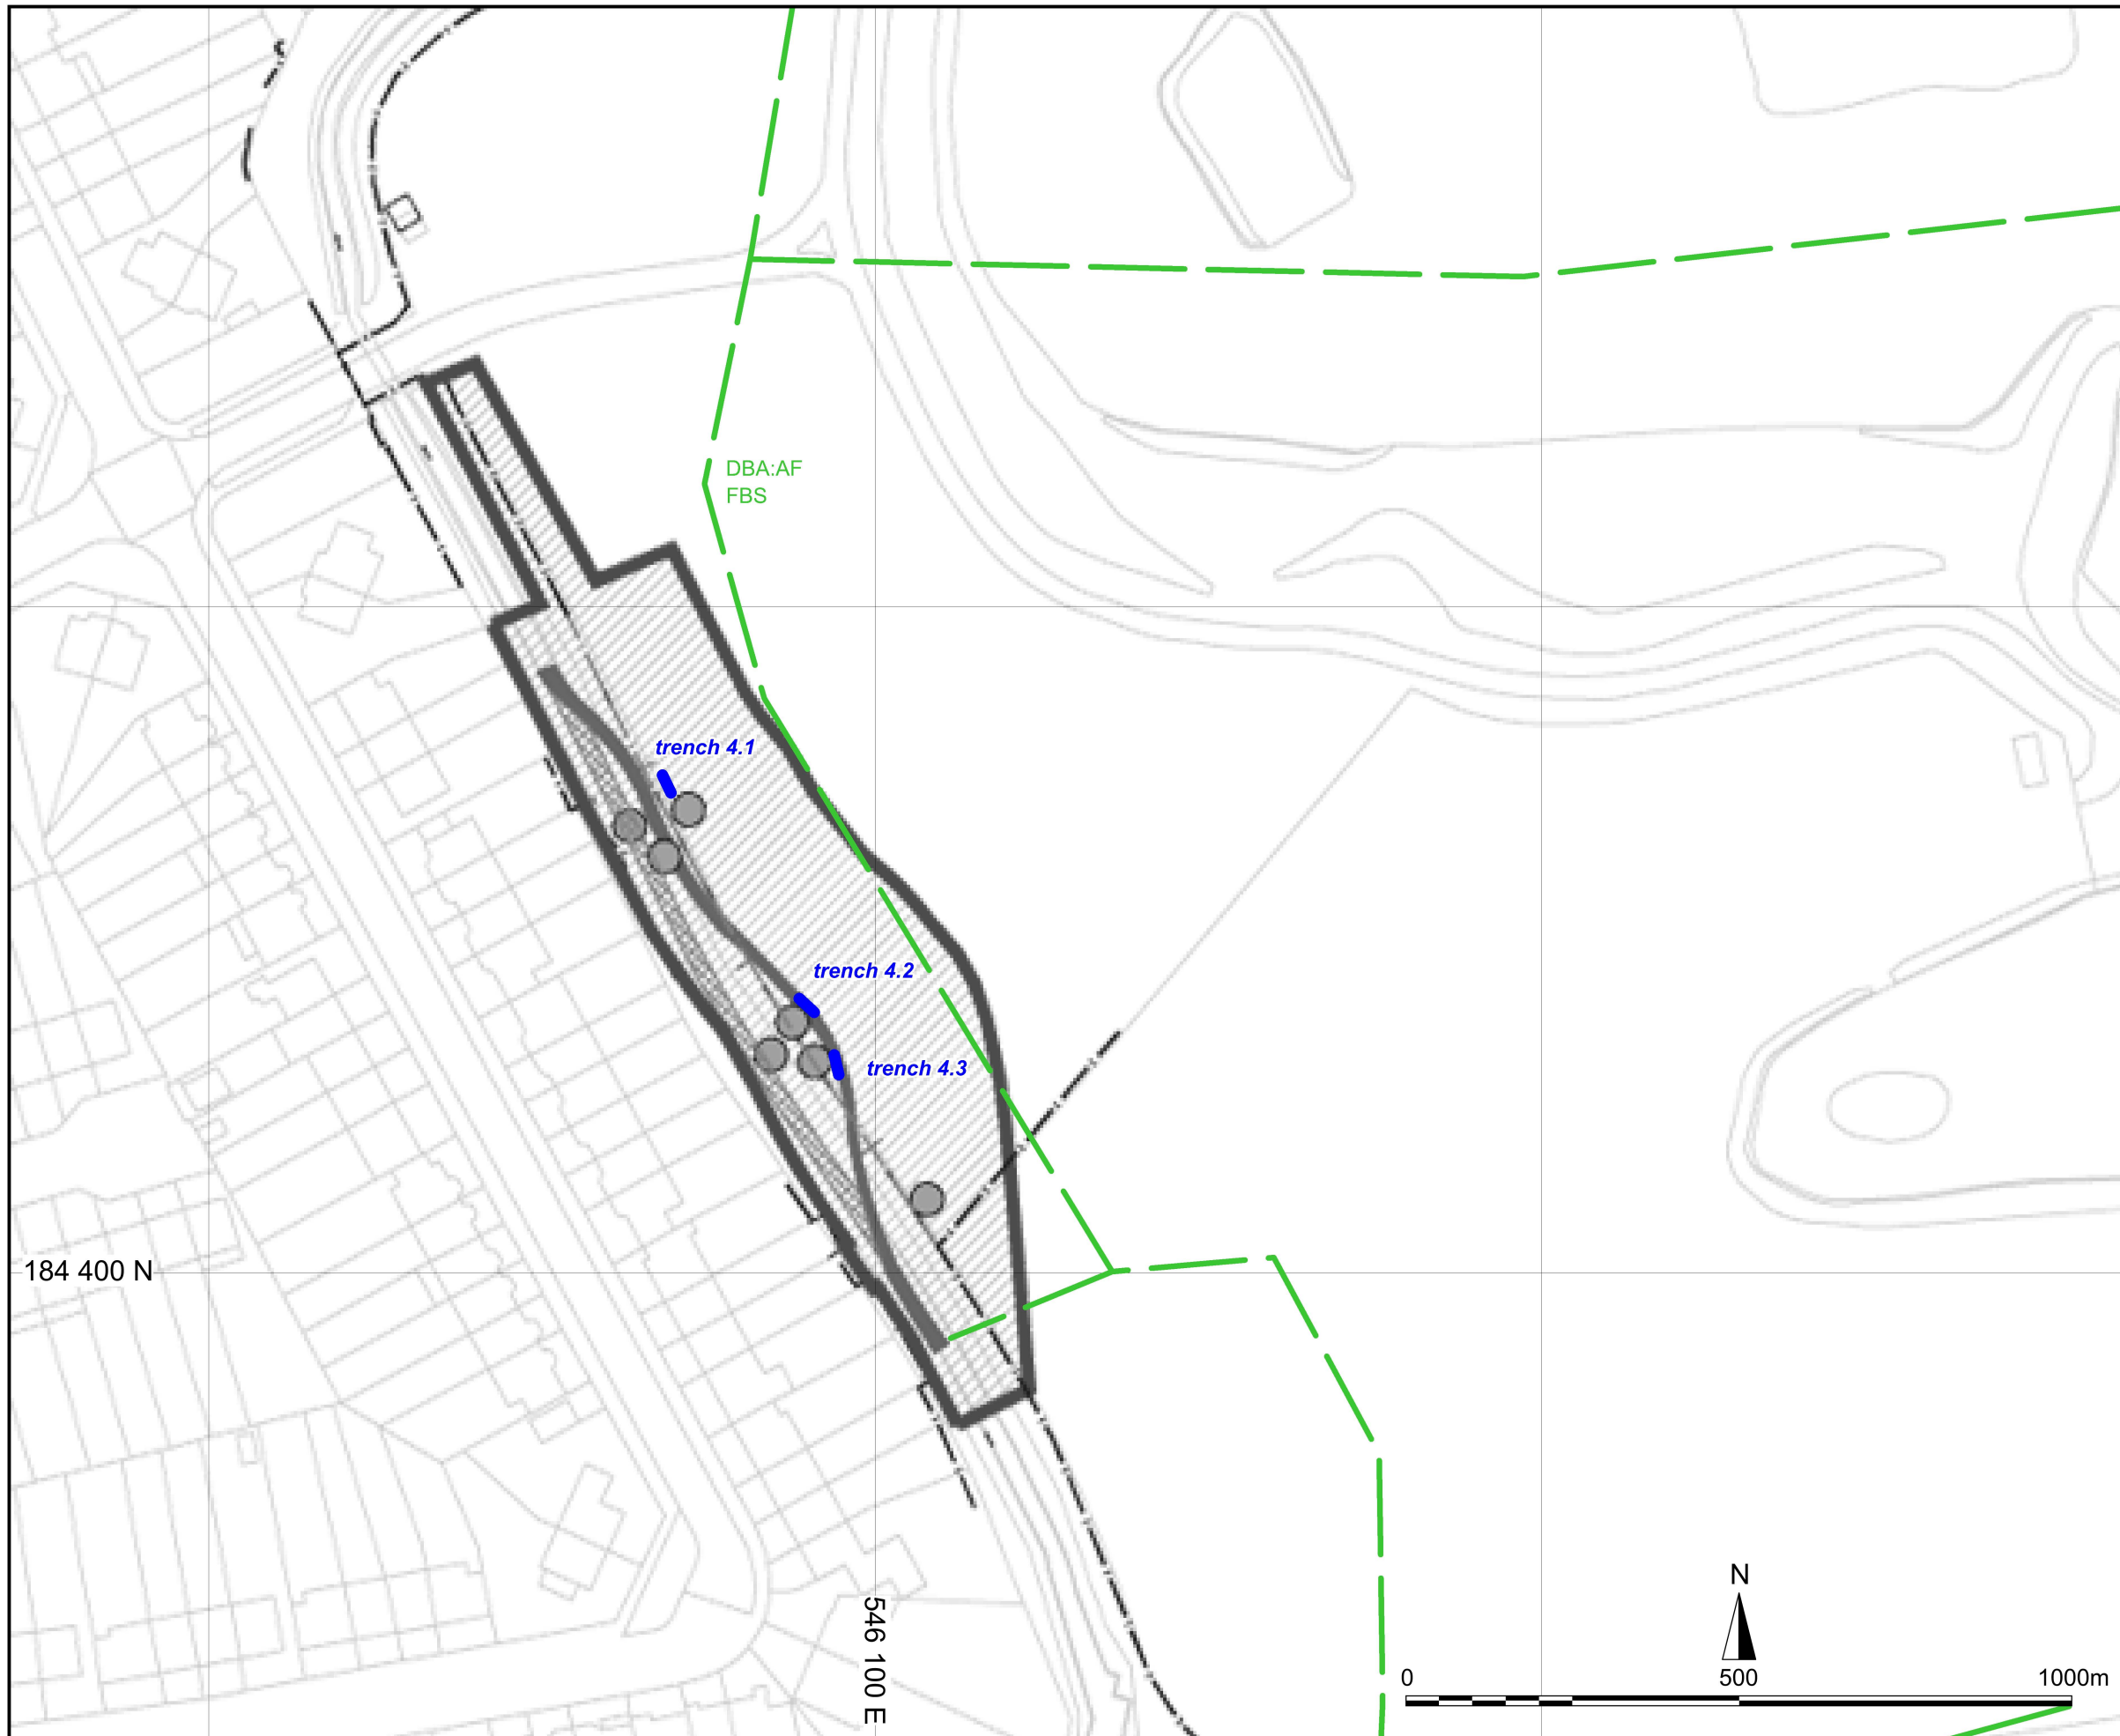 DBA:AF
FBS
trench 4.1
trench 4.2
trench 4.3
184 400 N
546 100 E
N
0 500 1000m